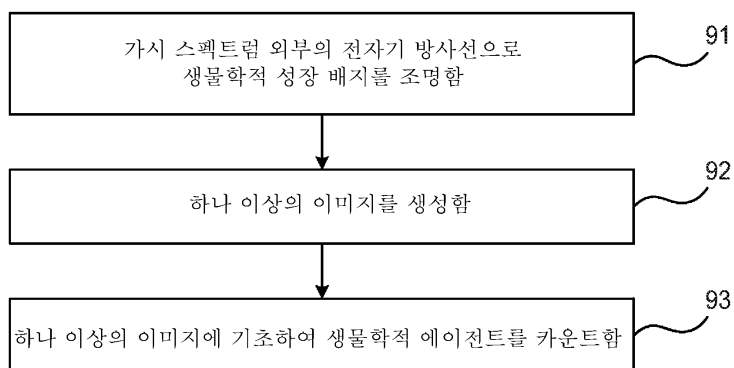 가시 스펙트럼 외부의 전자기 방사선으로
생물학적 성장 배지를 조명함
91
하나 이상의 이미지를 생성함
92
하나 이상의 이미지에 기초하여 생물학적 에이전트를 카운트함
93